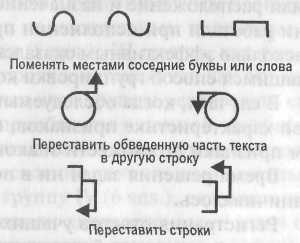 Поменять местами соседние буквы или слова
Переставить обведенную часть текста
в другую строку
Переставить строки